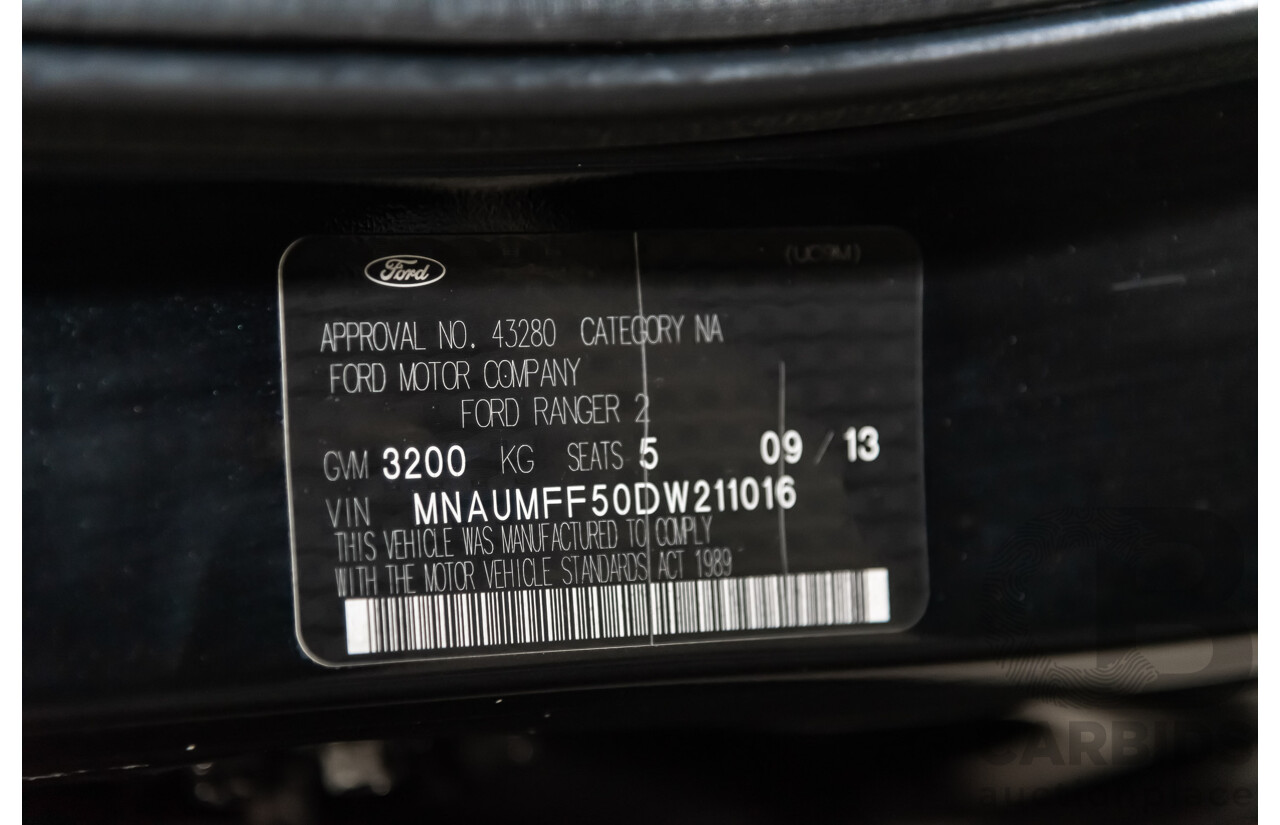 Ford
APPROVAL NO. 43280 CATEGORY NA
FORD MOTOR COMPANY
FORD RANGER 2
GVM 3200 KG SEATS 5 09 / 13
VIN MNAUMFF50DW211016
THIS VEHICLE WAS MANUFACTURED TO COMPLY
WITH THE MOTOR VEHICLE STANDARDS ACT 1989
CARBIDS